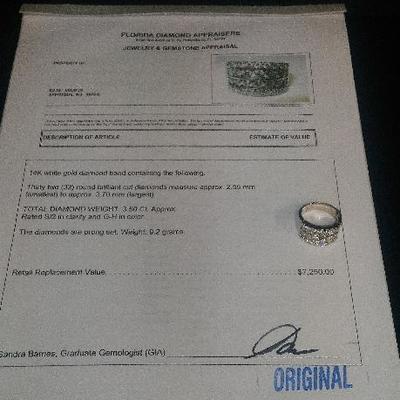 FLORIDA DIAMOND APPRAISERS
JEWELRY & GEMSTONE APPRAISAL
PROPERTY OF
DESCRIPTION OF ARTICLE
ESTIMATE OF VALUE
14K white gold diamond band containing the following,
Thirty two (32) round brilliant cut (diamonds measure approx. 2.00 mm
(smallest) to approx. 3.70 mm (largest)
TOTAL DIAMOND WEIGHT: 3.50 Ct. Approx.
Rated SI2 in clarity and G-H in color.
The diamonds are prong set. Weight: 9.2 grams.
Retail Replacement Value
$7,250.00
Sandra Barnes, Graduate Gemologist (GIA)
ORIGINAL